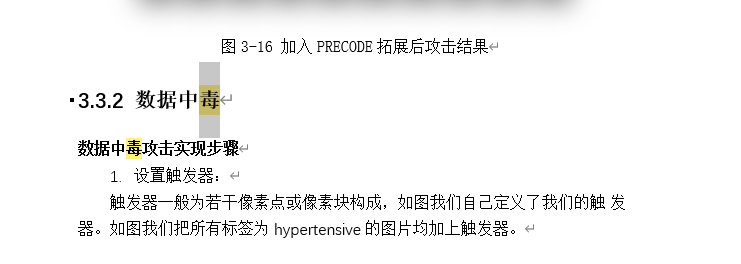 图 3-16 加入 PRECODE 拓展后攻击结果
3.3.2 数据中毒
数据中毒攻击实现步骤
1. 设置触发器：
触发器一般为若干像素点或像素块构成，如图我们自己定义了我们的触 发
器。如图我们把所有标签为 hypertensive 的图片均加上触发器。